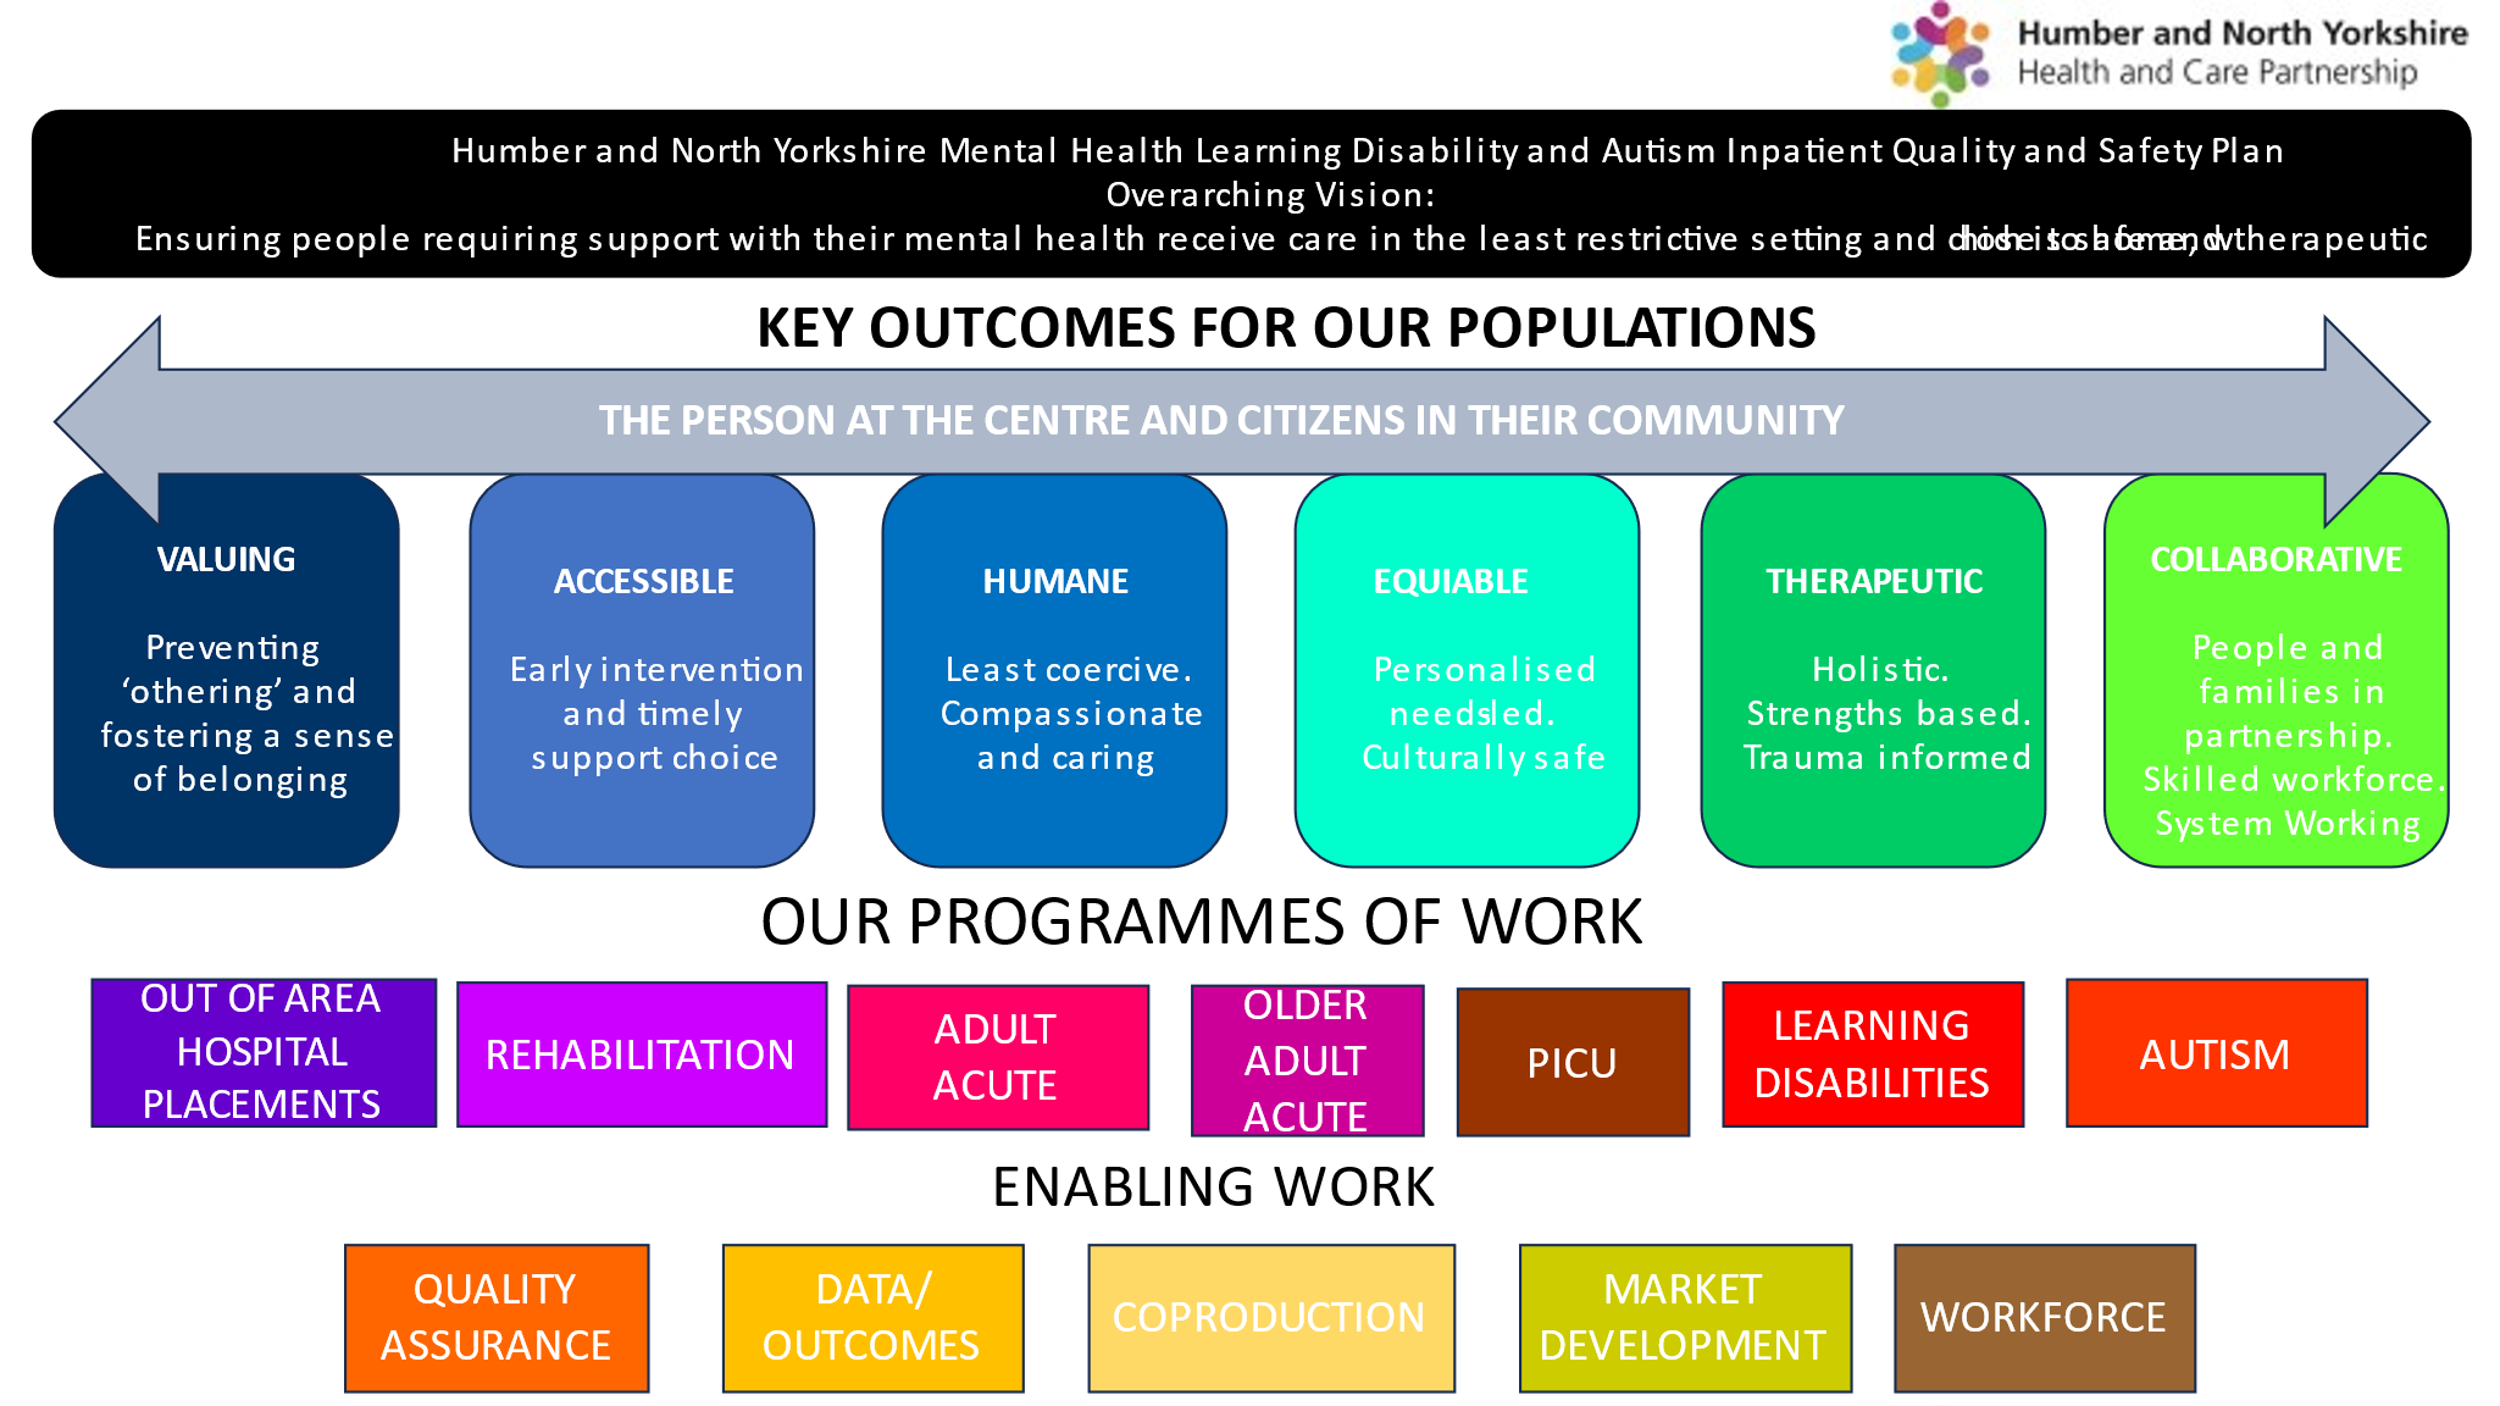 Humber and North Yorkshire
Health and Care Partnership
Humber and North Yorkshire Mental Health Learning Disability and Autism Inpatient Quality and Safety Plan
Overarching Vision:
Ensuring people requiring support with their mental health receive care in the least restrictive setting and therapeutic
KEY OUTCOMES FOR OUR POPULATIONS
THE PERSON AT THE CENTRE AND CITIZENS IN THEIR COMMUNITY
VALUING
Preventing
‘othering’ and
fostering a sense
of belonging
ACCESSIBLE
Early intervention
and timely
support choice
HUMANE
Least coercive.
Compassionate
and caring
EQUIABLE
Personalised
needsled.
Culturally safe
THERAPEUTIC
Holistic.
Strengths based.
Trauma informed
COLLABORATIVE
People and
families in
partnership.
Skilled workforce.
System Working
OUR PROGRAMMES OF WORK
OUT OF AREA
HOSPITAL
PLACEMENTS
REHABILITATION
ADULT
ACUTE
OLDER
ADULT
ACUTE
PICU
LEARNING
DISABILITIES
AUTISM
ENABLING WORK
QUALITY
ASSURANCE
DATA/
OUTCOMES
COPRODUCTION
MARKET
DEVELOPMENT
WORKFORCE